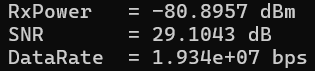 RxPower   = -80.8957 dBm
SNR       = 29.1043 dB
DataRate  = 1.934e+07 bps